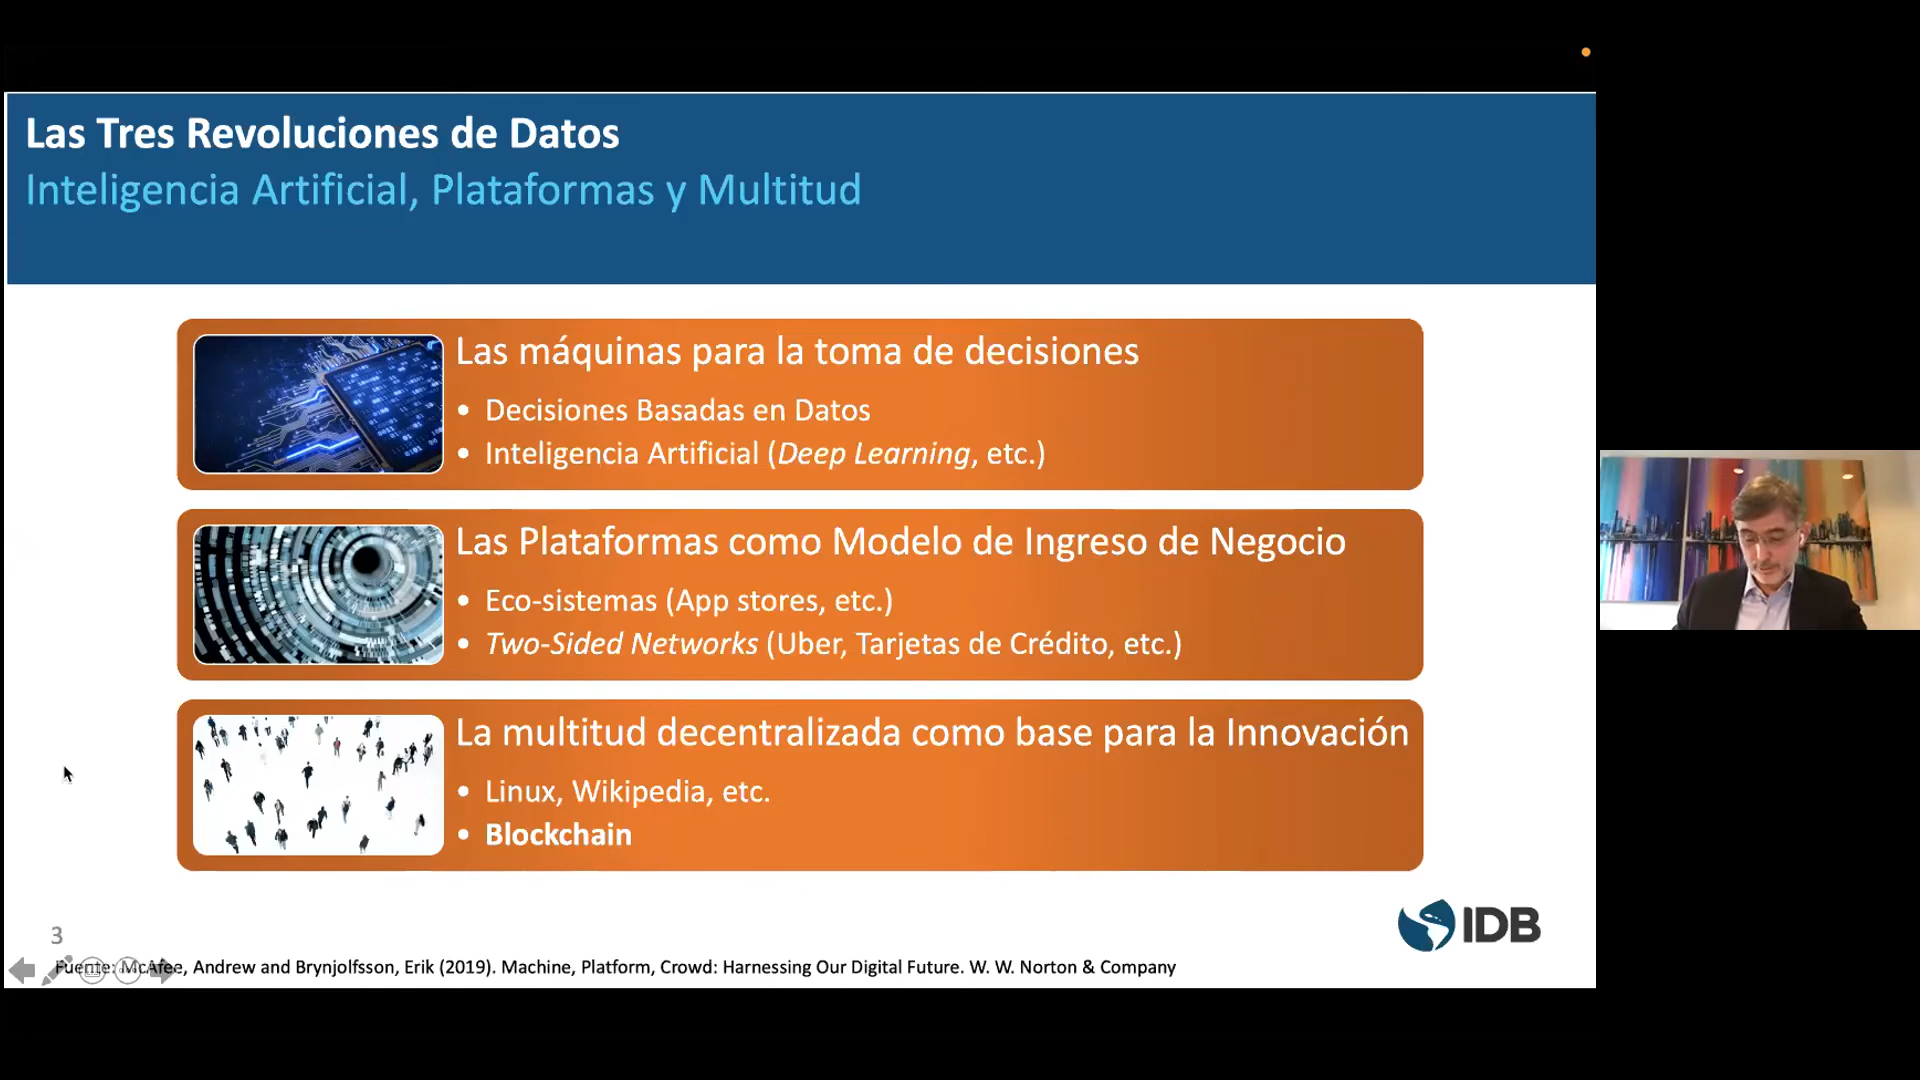 Las Tres Revoluciones de Datos
Inteligencia Artificial, Plataformas y Multitud
Las máquinas para la toma de decisiones
• Decisiones Basadas en Datos
• Inteligencia Artificial (Deep Learning, etc.)
Las Plataformas como Modelo de Ingreso de Negocio
• Eco-sistemas (App stores, etc.)
• Two-Sided Networks (Uber, Tarjetas de Crédito, etc.)
La multitud decentralizada como base para la Innovación
• Linux, Wikipedia, etc.
• Blockchain
IDB
3
Fuente: McAfee, Andrew and Brynjolfsson, Erik (2019). Machine, Platform, Crowd: Harnessing Our Digital Future. W. W. Norton & Company